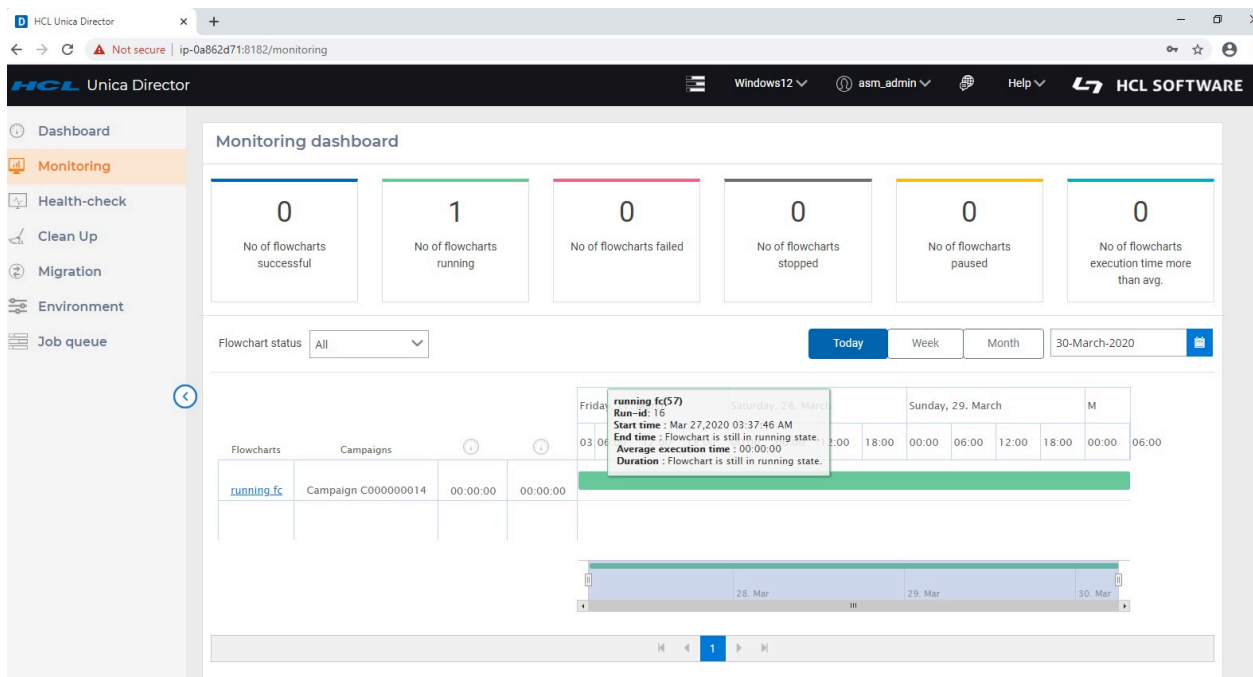 HCL Unica Director
Not secure | ip-0a862d71:8182/monitoring
HCL Unica Director
Windows12
asm_admin
Help
HCL SOFTWARE
Dashboard
Monitoring
Health-check
Clean Up
Migration
Environment
Job queue
Monitoring dashboard
0
No of flowcharts
successful
1
No of flowcharts
running
0
No of flowcharts failed
0
No of flowcharts
stopped
0
No of flowcharts
paused
0
No of flowcharts
execution time more
than avg.
Flowchart status
All
Today
Week
Month
30-March-2020
Friday
Saturday, 28. March
Sunday, 29. March
M
running fc(57)
Run-id: 16
Start time : Mar 27,2020 03:37:46 AM
End time : Flowchart is still in running state.
Average execution time : 00:00:00
Duration : Flowchart is still in running state.
Flowcharts
Campaigns
03 06
18:00 00:00 06:00 12:00 18:00 00:00 06:00
running fc
Campaign C000000014
00:00:00
00:00:00
28. Mar
29. Mar
30. Mar
1